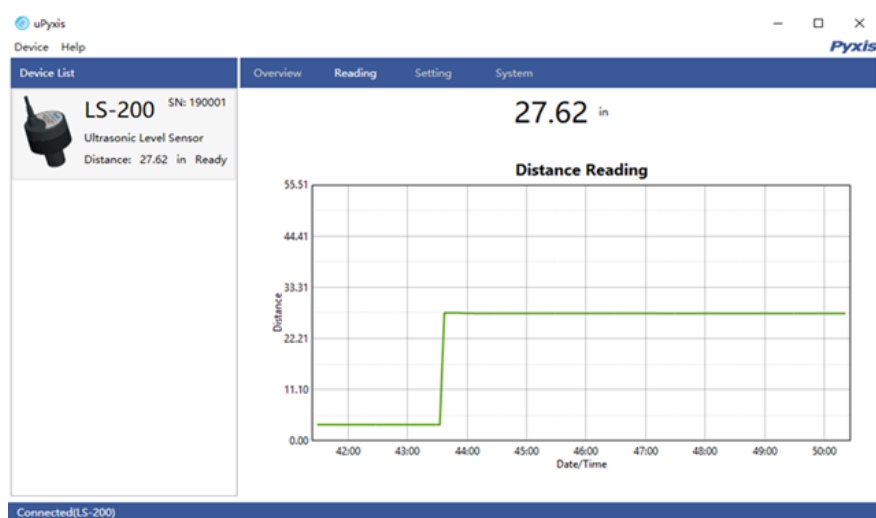 uPyxis
Device Help
Pyxis
Device List
Overview Reading Setting System
LS-200 SN: 190001
Ultrasonic Level Sensor
Distance: 27.62 in Ready
27.62 in
Distance Reading
55.51
44.41
33.31
22.21
11.10
0.00
Distance
42:00 43:00 44:00 45:00 46:00 47:00 48:00 49:00 50:00
Date/Time
Connected(LS-200)